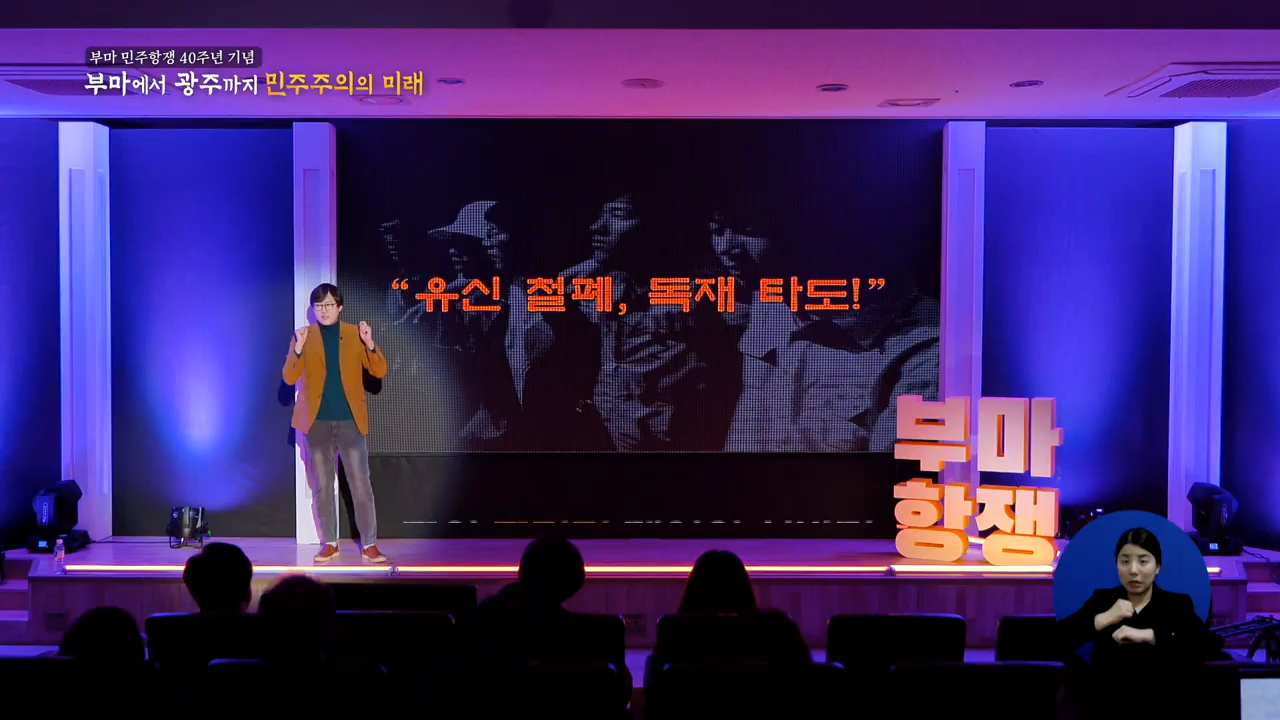 부마 민주항쟁 40주년 기념
부마에서 광주까지 민주주의의 미래
“유신 철폐, 독재 타도!”
부마
항쟁